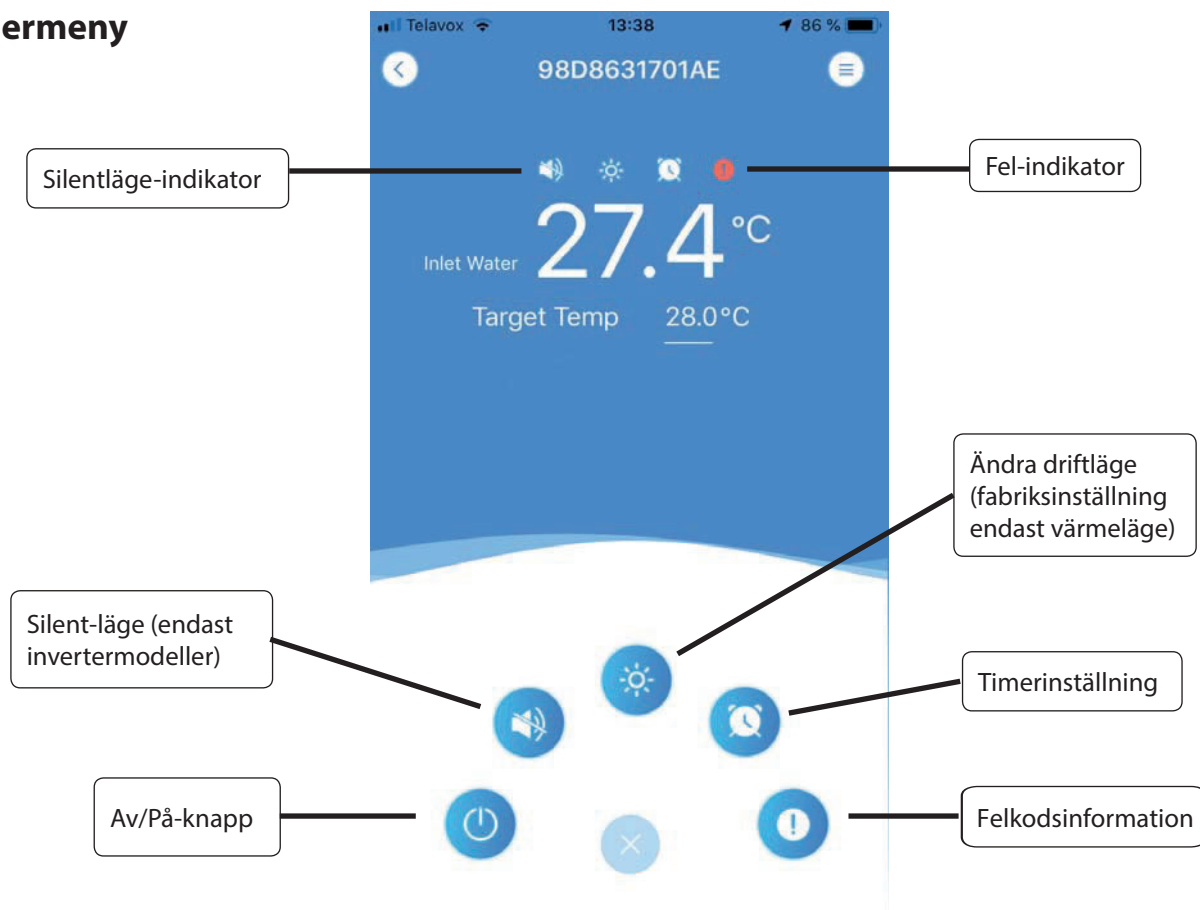 ermeny
Telavox 13:38 86 %
98D8631701AE
Silentläge-indikator
Fel-indikator
27.4 °C
Inlet Water
Target Temp 28.0°C
Ändra driftläge
(fabriksinställning
endast värmeläge)
Silent-läge (endast
invertermodeller)
Timerinställning
Av/På-knapp
Felkodsinformation